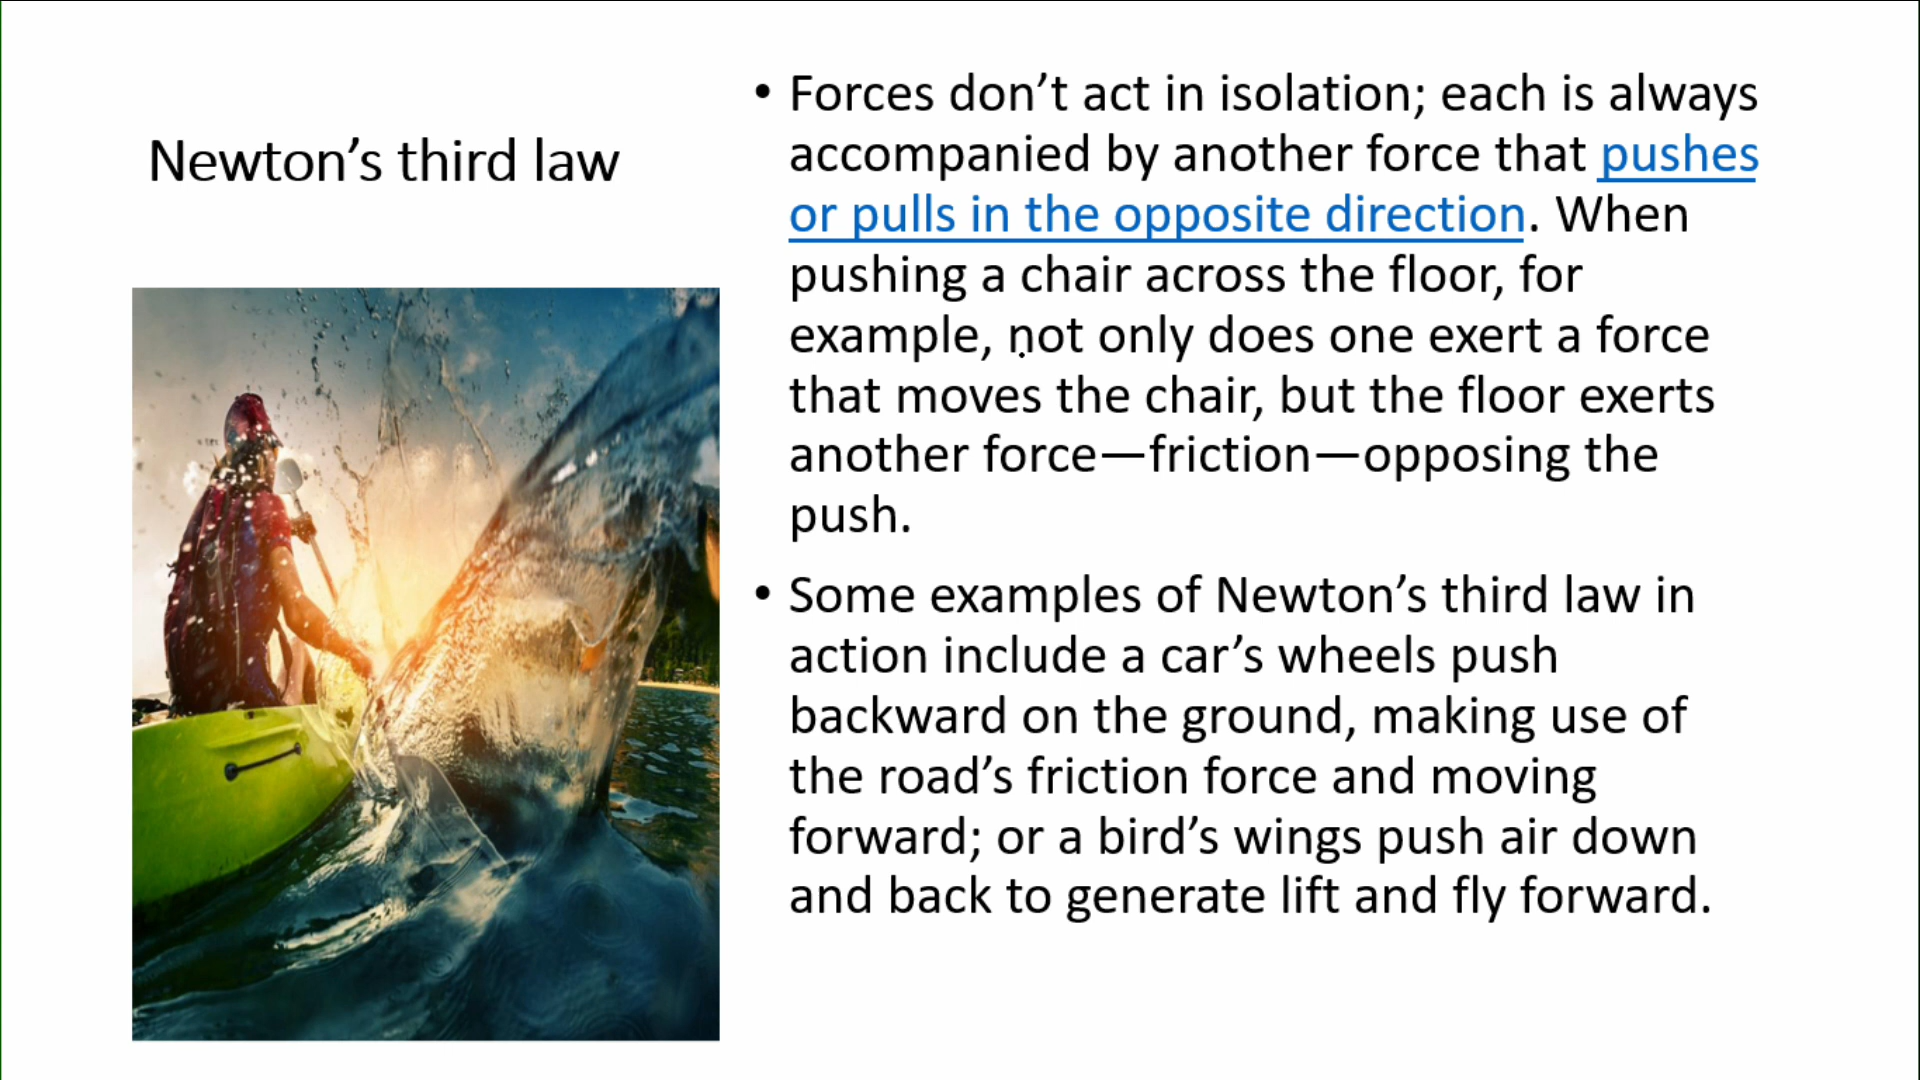 Newton’s third law
• Forces don’t act in isolation; each is always
accompanied by another force that pushes
or pulls in the opposite direction. When
pushing a chair across the floor, for
example, not only does one exert a force
that moves the chair, but the floor exerts
another force—friction—opposing the
push.
• Some examples of Newton’s third law in
action include a car’s wheels push
backward on the ground, making use of
the road’s friction force and moving
forward; or a bird’s wings push air down
and back to generate lift and fly forward.